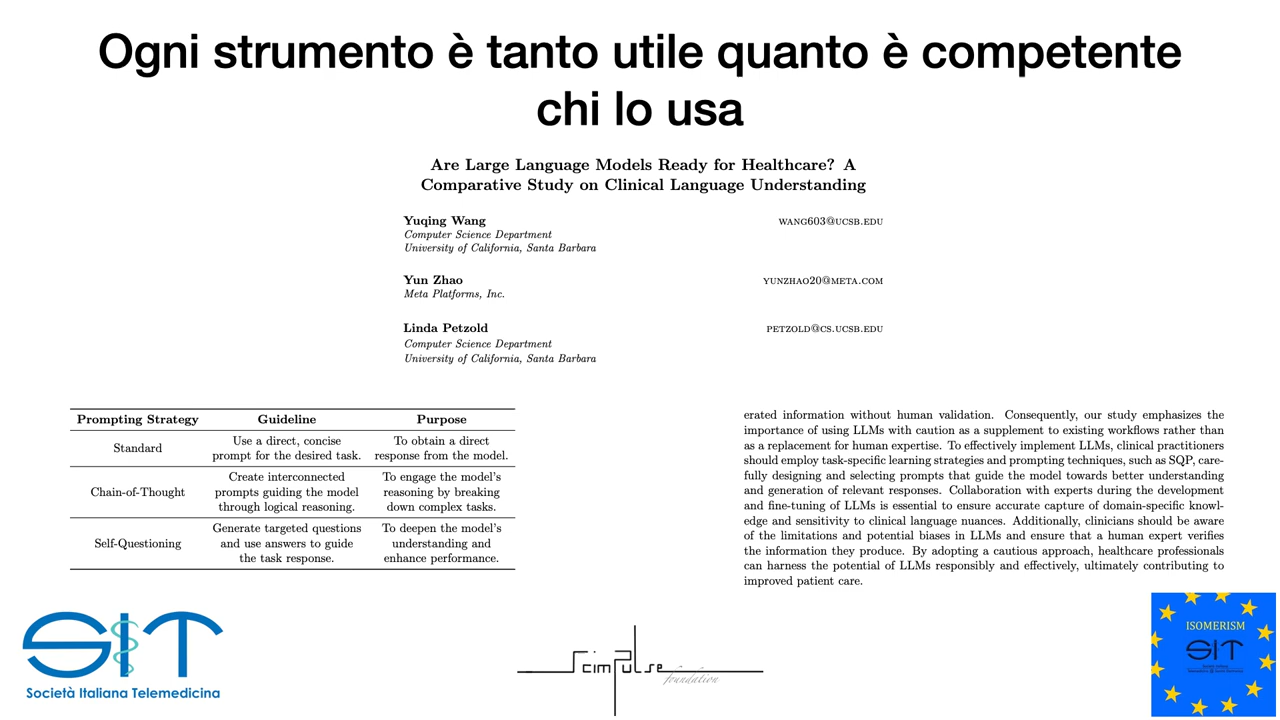 Ogni strumento è tanto utile quanto è competente
chi lo usa
Are Large Language Models Ready for Healthcare? A
Comparative Study on Clinical Language Understanding
Yuqing Wang
WANG603@UCSB.EDU
Computer Science Department
University of California, Santa Barbara
Yun Zhao
YUNZHAO20@META.COM
Meta Platforms, Inc.
Linda Petzold
PETZOLD@CS.UCSB.EDU
Computer Science Department
University of California, Santa Barbara
Prompting Strategy Guideline Purpose
Standard
Use a direct, concise
prompt for the desired task.
To obtain a direct
response from the model.
Chain-of-Thought
Create interconnected
prompts guiding the model
through logical reasoning.
To engage the model's
reasoning by breaking
down complex tasks.
Self-Questioning
Generate targeted questions
and use answers to guide
the task response.
To deepen the model's
understanding and
enhance performance.
erated information without human validation. Consequently, our study emphasizes the
importance of using LLMs with caution as a supplement to existing workflows rather than
as a replacement for human expertise. To effectively implement LLMs, clinical practitioners
should employ task-specific learning strategies and prompting techniques, such as SQP, care-
fully designing and selecting prompts that guide the model towards better understanding
and generation of relevant responses. Collaboration with experts during the development
and fine-tuning of LLMs is essential to ensure accurate capture of domain-specific knowl-
edge and sensitivity to clinical language nuances. Additionally, clinicians should be aware
of the limitations and potential biases in LLMs and ensure that a human expert verifies
the information they produce. By adopting a cautious approach, healthcare professionals
can harness the potential of LLMs responsibly and effectively, ultimately contributing to
improved patient care.
SIT
Società Italiana Telemedicina
scimpulse
foundation
ISOMERISM
SIT